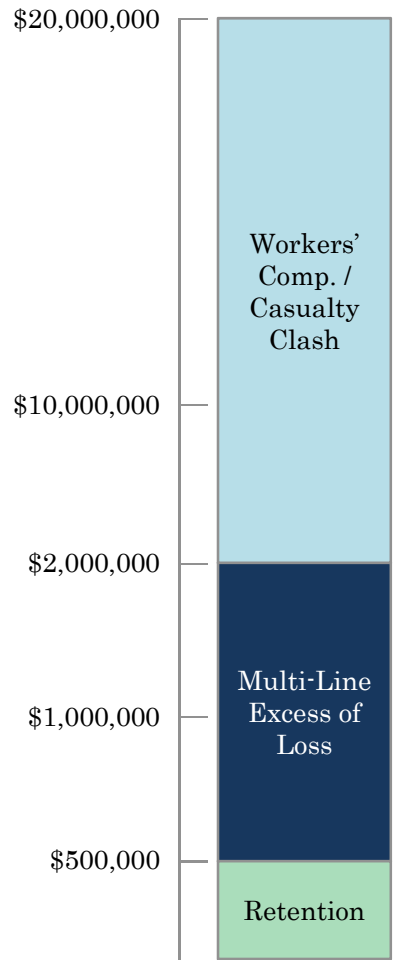 $20,000,000
Workers’
Comp. /
Casualty
Clash
$10,000,000
$2,000,000
Multi-Line
Excess of
Loss
$1,000,000
$500,000
Retention